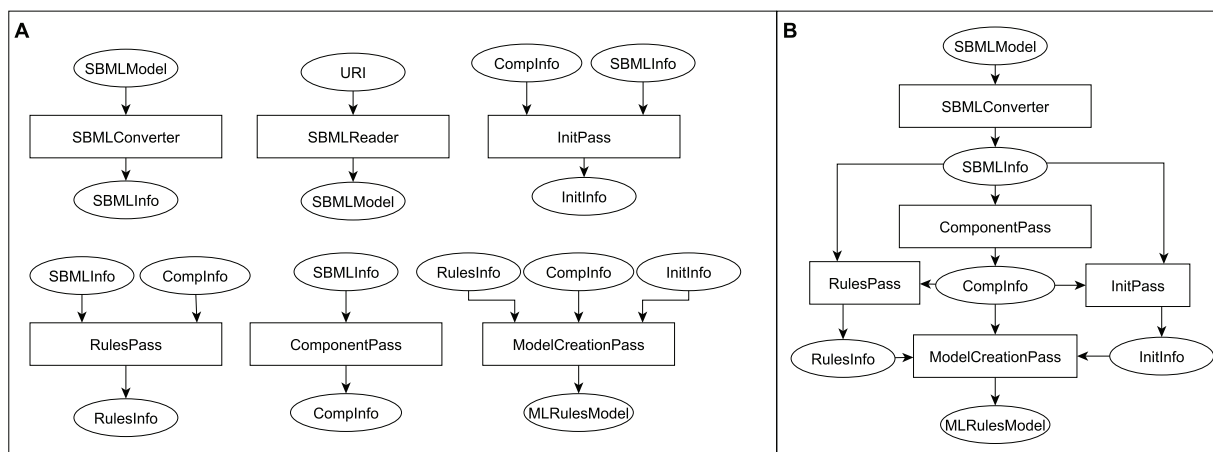 A
SBMLModel
SBMLConverter
SBMLInfo
URI
SBMLReader
SBMLModel
CompInfo
SBMLInfo
InitPass
InitInfo
SBMLInfo
CompInfo
RulesPass
RulesInfo
SBMLInfo
ComponentPass
CompInfo
RulesInfo
CompInfo
InitInfo
ModelCreationPass
MLRulesModel
B
SBMLModel
SBMLConverter
SBMLInfo
ComponentPass
RulesPass
CompInfo
InitPass
RulesInfo
ModelCreationPass
InitInfo
MLRulesModel